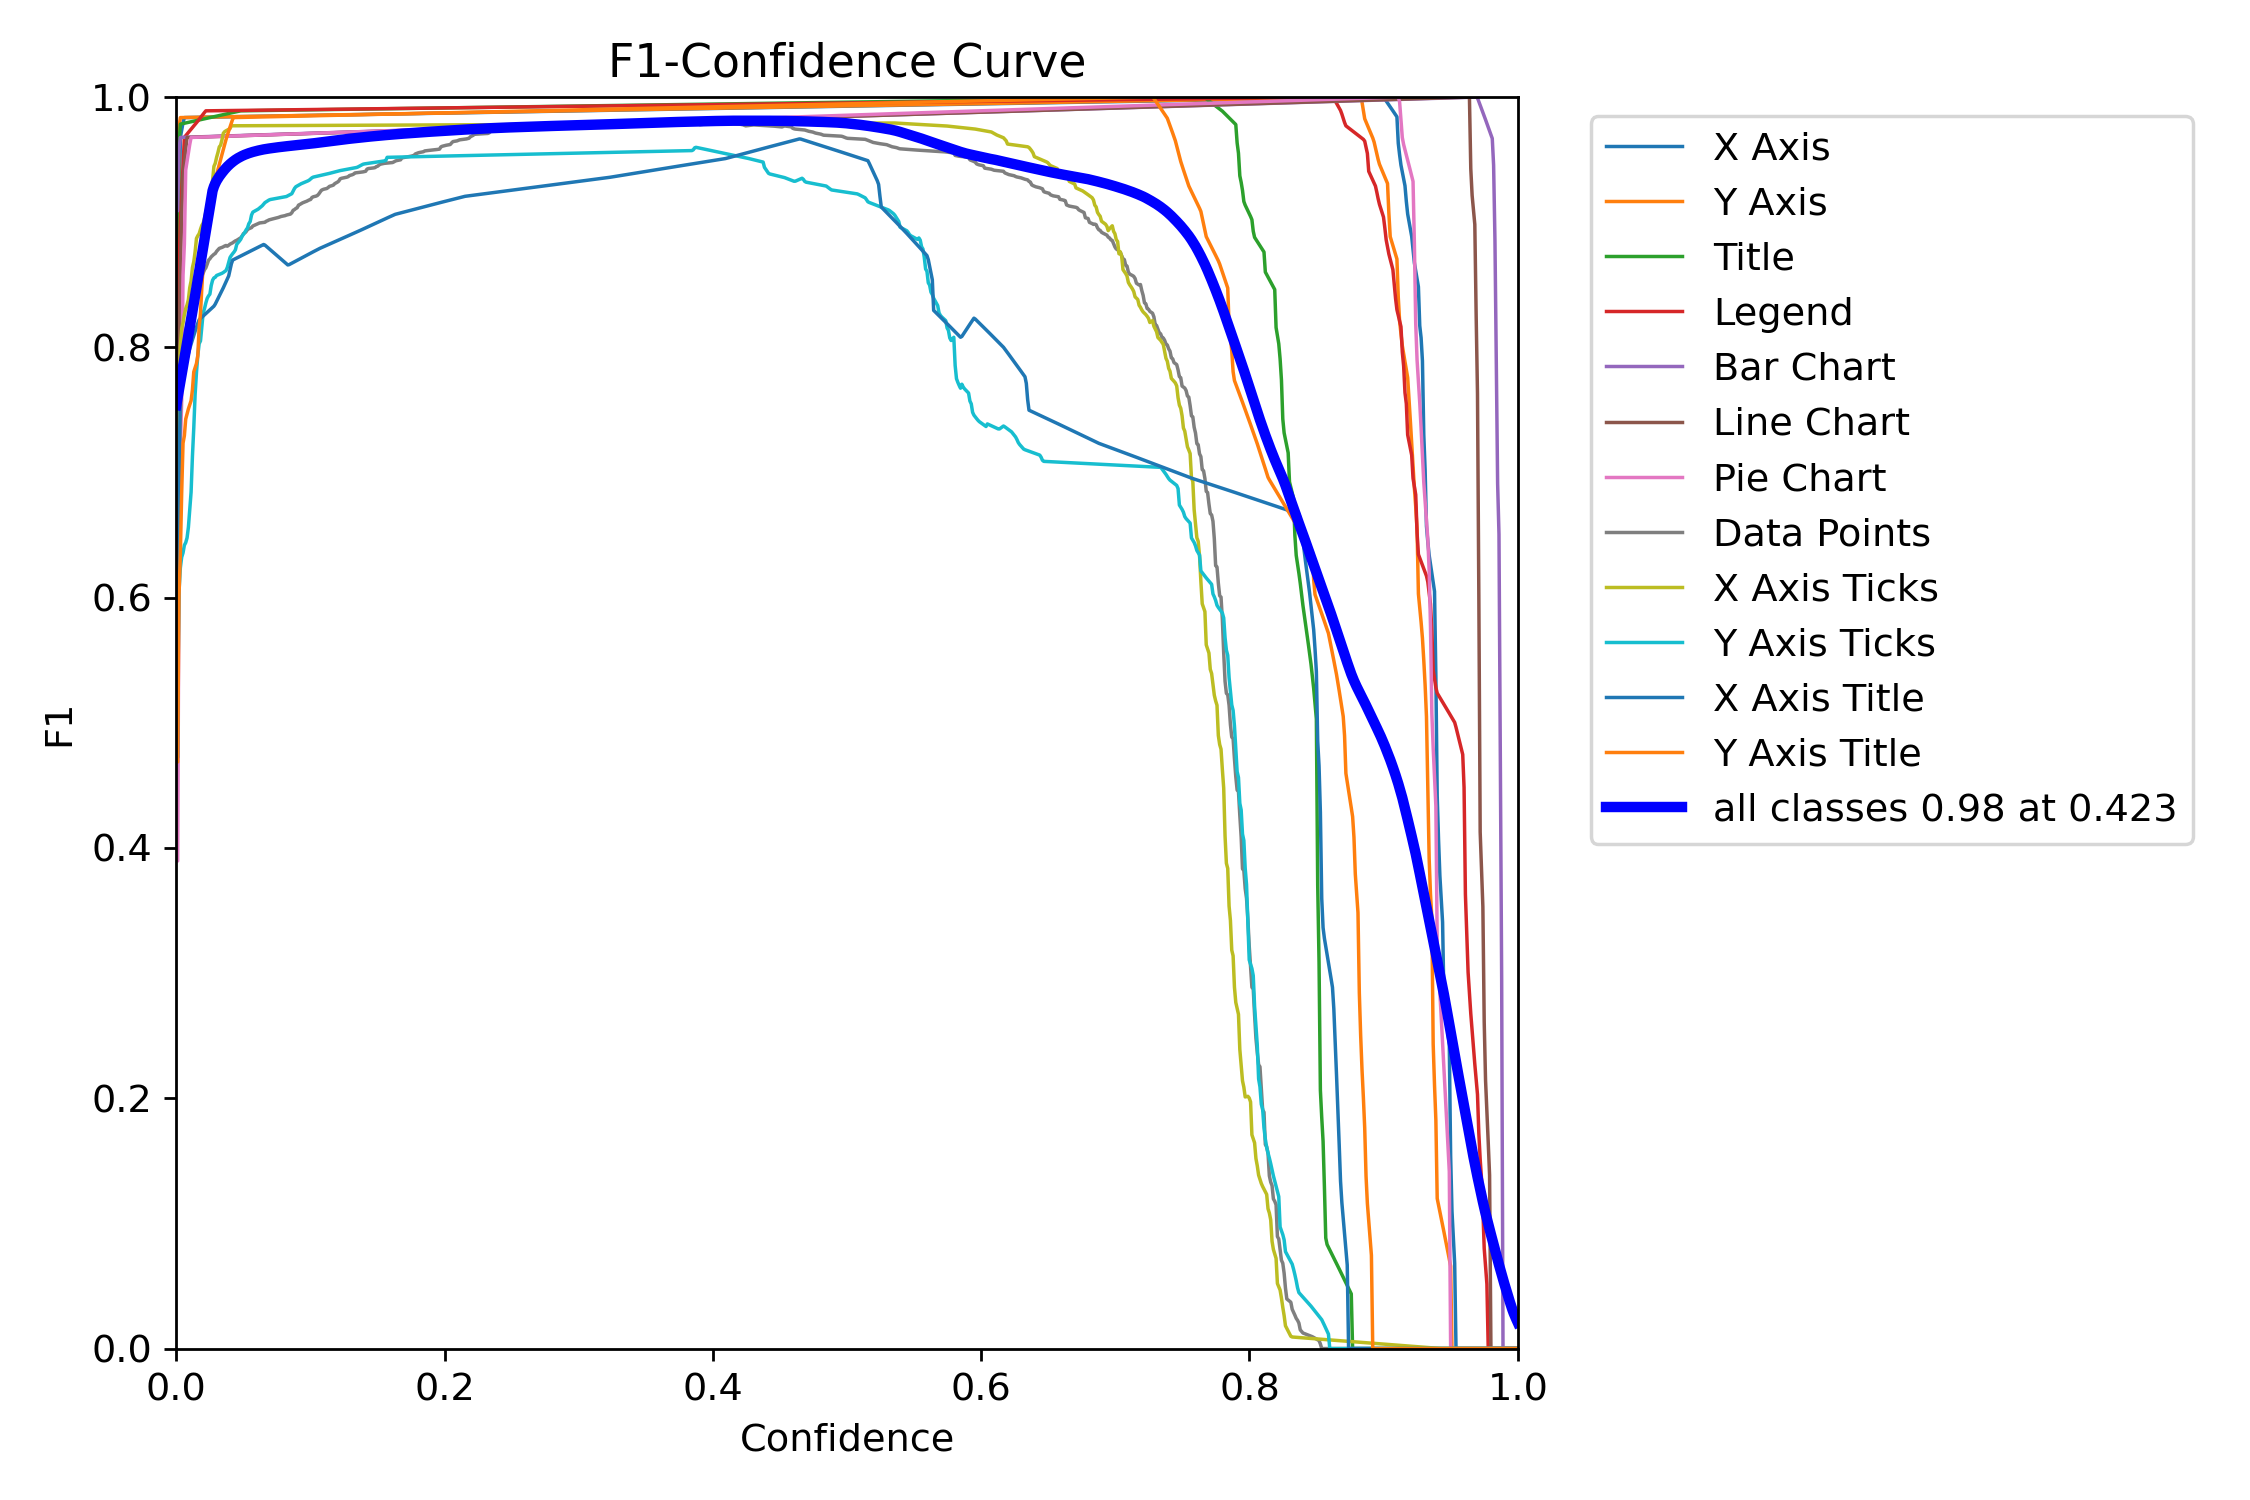 F1-Confidence Curve
1.0
0.8
0.6
0.4
0.2
0.0
F1
0.0 0.2 0.4 0.6 0.8 1.0
Confidence
X Axis
Y Axis
Title
Legend
Bar Chart
Line Chart
Pie Chart
Data Points
X Axis Ticks
Y Axis Ticks
X Axis Title
Y Axis Title
all classes 0.98 at 0.423